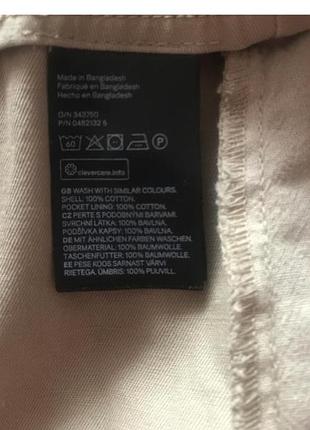 Made in Bangladesh
Fabriqué en Bangladesh
Hecho en Bangladesh
O/N 343750
P/N 0482132 5
60 P
clevercare.info
GB WASH WITH SIMILAR COLOURS.
SHELL: 100% COTTON.
POCKET LINING: 100% COTTON.
CZ PERTE S PODOBNÝMI BARVAMI.
SVRCHNÍ LÁTKA: 100% BAVLNA.
PODŠÍVKA KAPSY: 100% BAVLNA.
DE MIT ÄHNLICHEN FARBEN WASCHEN.
OBERMATERIAL: 100% BAUMWOLLE.
TASCHENFUTTER: 100% BAUMWOLLE.
EE PESE KOOS SARNAST VÄRVI
RIIETEGA. ÜMBRIS: 100% PUUVILL.